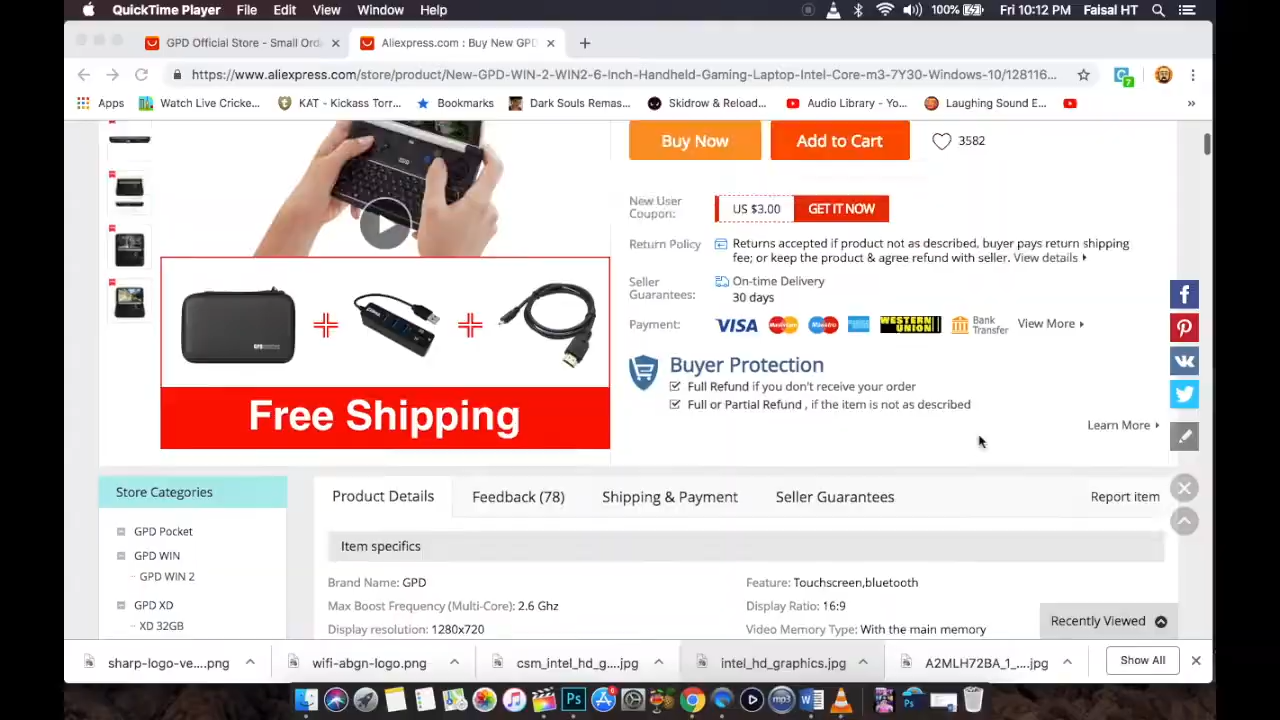 QuickTime Player File Edit View Window Help 100% Fri 10:12 PM Faisal HT
GPD Official Store - Small Ord
Aliexpress.com : Buy New GPD
https://www.aliexpress.com/store/product/New-GPD-WIN-2-WIN2-6-Inch-Handheld-Gaming-Laptop-Intel-Core-m3-7Y30-Windows-10/128116...
Apps Watch Live Cricke... KAT - Kickass Torr... Bookmarks Dark Souls Remas... Skidrow & Reload... Audio Library - Yo... Laughing Sound E...
Buy Now Add to Cart 3582
New User
Coupon:
US $3.00 GET IT NOW
Return Policy
Returns accepted if product not as described, buyer pays return shipping
fee; or keep the product & agree refund with seller. View details
Seller
Guarantees:
On-time Delivery
30 days
Payment: VISA MasterCard Maestro WESTERN UNION Bank Transfer View More
Buyer Protection
Full Refund if you don't receive your order
Full or Partial Refund , if the item is not as described
Learn More
Free Shipping
Store Categories
GPD Pocket
GPD WIN
GPD WIN 2
GPD XD
XD 32GB
Product Details Feedback (78) Shipping & Payment Seller Guarantees Report item
Item specifics
Brand Name: GPD Feature: Touchscreen,bluetooth
Max Boost Frequency (Multi-Core): 2.6 Ghz Display Ratio: 16:9
Display resolution: 1280x720 Video Memory Type: With the main memory
Recently Viewed
sharp-logo-ve....png wifi-abgn-logo.png csm_intel_hd_g....jpg intel_hd_graphics.jpg A2MLH72BA_1_....jpg Show All
Ps mp3 W Ps